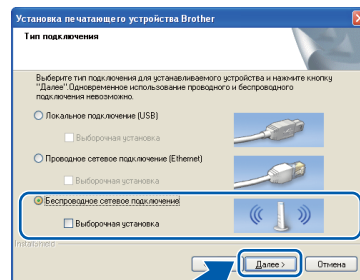 Установка печатающего устройства Brother
Тип подключения
Выберите тип подключения для устанавливаемого устройства и нажмите кнопку
"Далее".Одновременное использование проводного и беспроводного
подключения невозможно.
Локальное подключение (USB)
Выборочная установка
Проводное сетевое подключение (Ethernet)
Выборочная установка
Беспроводное сетевое подключение
Выборочная установка
InstallShield
Далее >
Отмена